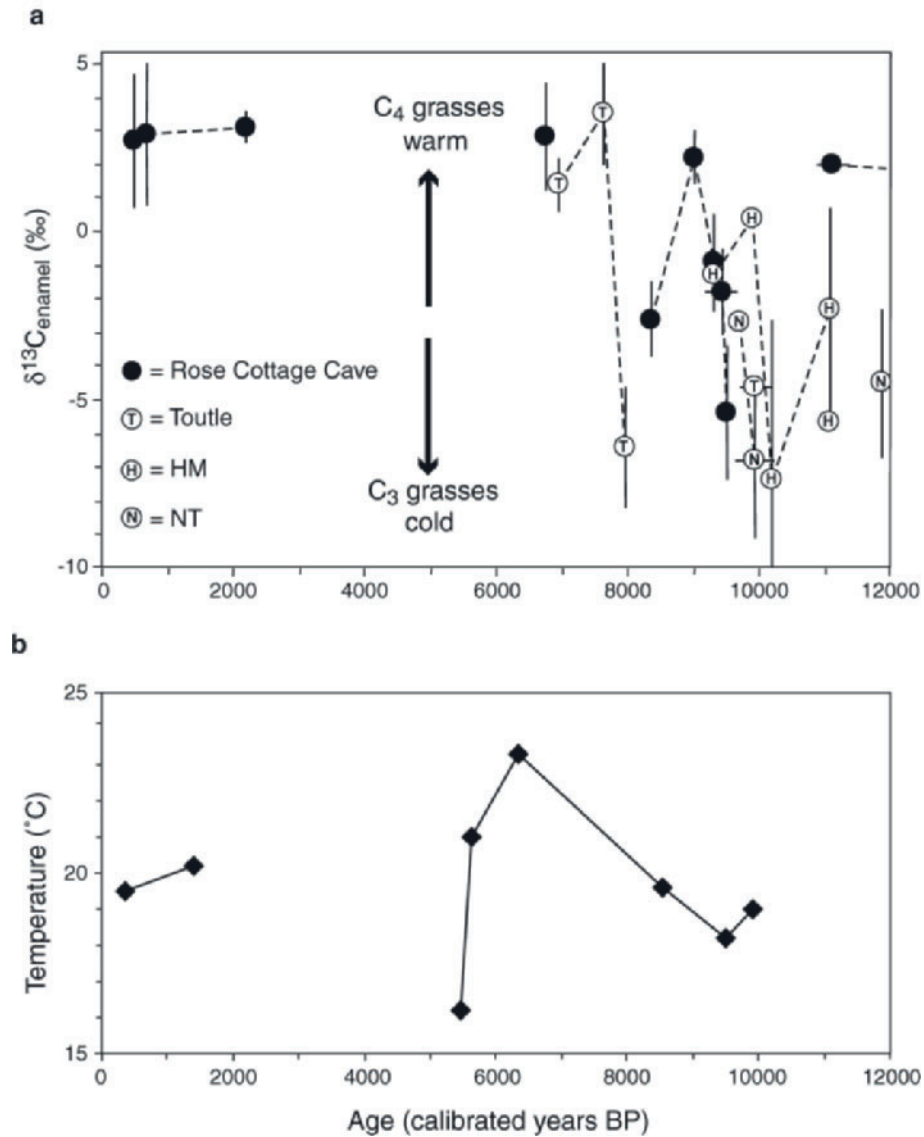 a
5
0
-5
-10
δ¹³C enamel (‰)
C₄ grasses
warm
C₃ grasses
cold
● = Rose Cottage Cave
Ⓣ = Toutle
Ⓗ = HM
Ⓝ = NT
T
T
T
T
H
H
H
H
H
N
N
N
0 2000 4000 6000 8000 10000 12000
b
25
20
15
Temperature (˚C)
0 2000 4000 6000 8000 10000 12000
Age (calibrated years BP)